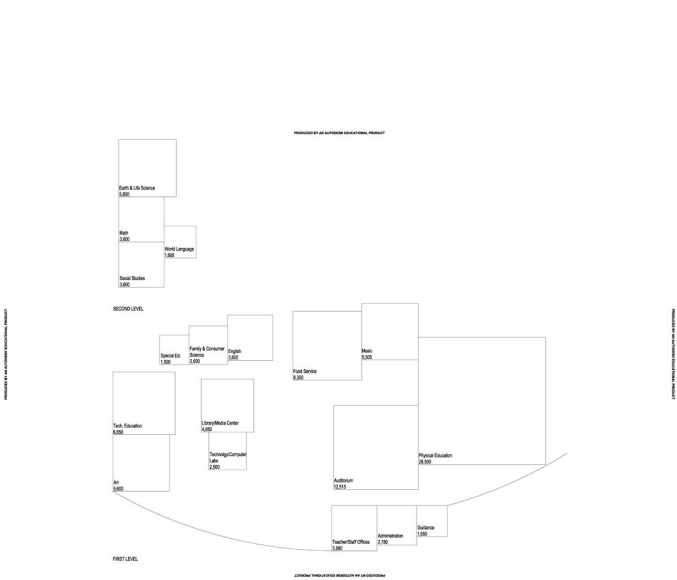 PRODUCED BY AN AUTODESK EDUCATIONAL PRODUCT
Earth & Life Science
5,800
Math
3,600
World Language
1,800
Social Studies
3,600
SECOND LEVEL
Special Ed.
1,500
Family & Consumer
Science
2,600
English
3,600
Food Service
8,300
Music
5,505
Physical Education
28,500
Tech. Education
6,850
Library/Media Center
4,850
Technolgy/Computer
Labs
2,500
Art
5,600
Auditorium
12,515
Teacher/Staff Offices
3,580
Administration
2,780
Guidance
1,650
FIRST LEVEL
PRODUCED BY AN AUTODESK EDUCATIONAL PRODUCT
PRODUCED BY AN AUTODESK EDUCATIONAL PRODUCT
PRODUCED BY AN AUTODESK EDUCATIONAL PRODUCT